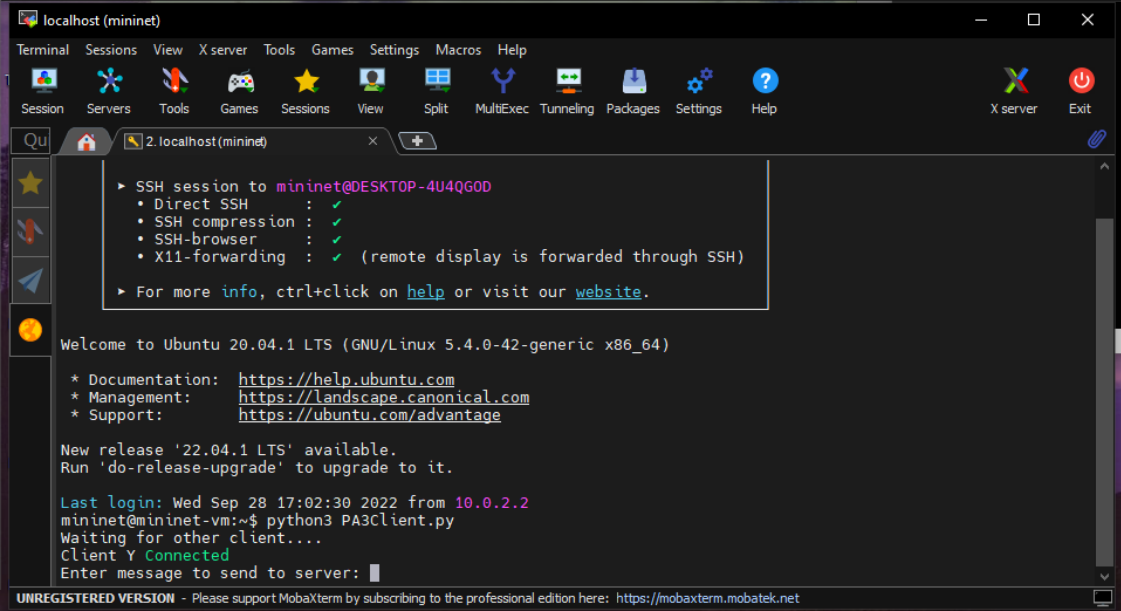 localhost (mininet)
Terminal Sessions View X server Tools Games Settings Macros Help
Session Servers Tools Games Sessions View Split MultiExec Tunneling Packages Settings Help X server Exit
Qu
2. localhost (mininet)
▸ SSH session to mininet@DESKTOP-4U4QGOD
• Direct SSH : ✔
• SSH compression : ✔
• SSH-browser : ✔
• X11-forwarding : ✔ (remote display is forwarded through SSH)
▸ For more info, ctrl+click on help or visit our website.
Welcome to Ubuntu 20.04.1 LTS (GNU/Linux 5.4.0-42-generic x86_64)
* Documentation: https://help.ubuntu.com
* Management: https://landscape.canonical.com
* Support: https://ubuntu.com/advantage
New release '22.04.1 LTS' available.
Run 'do-release-upgrade' to upgrade to it.
Last login: Wed Sep 28 17:02:30 2022 from 10.0.2.2
mininet@mininet-vm:~$ python3 PA3Client.py
Waiting for other client....
Client Y Connected
Enter message to send to server:
UNREGISTERED VERSION - Please support MobaXterm by subscribing to the professional edition here: https://mobaxterm.mobatek.net